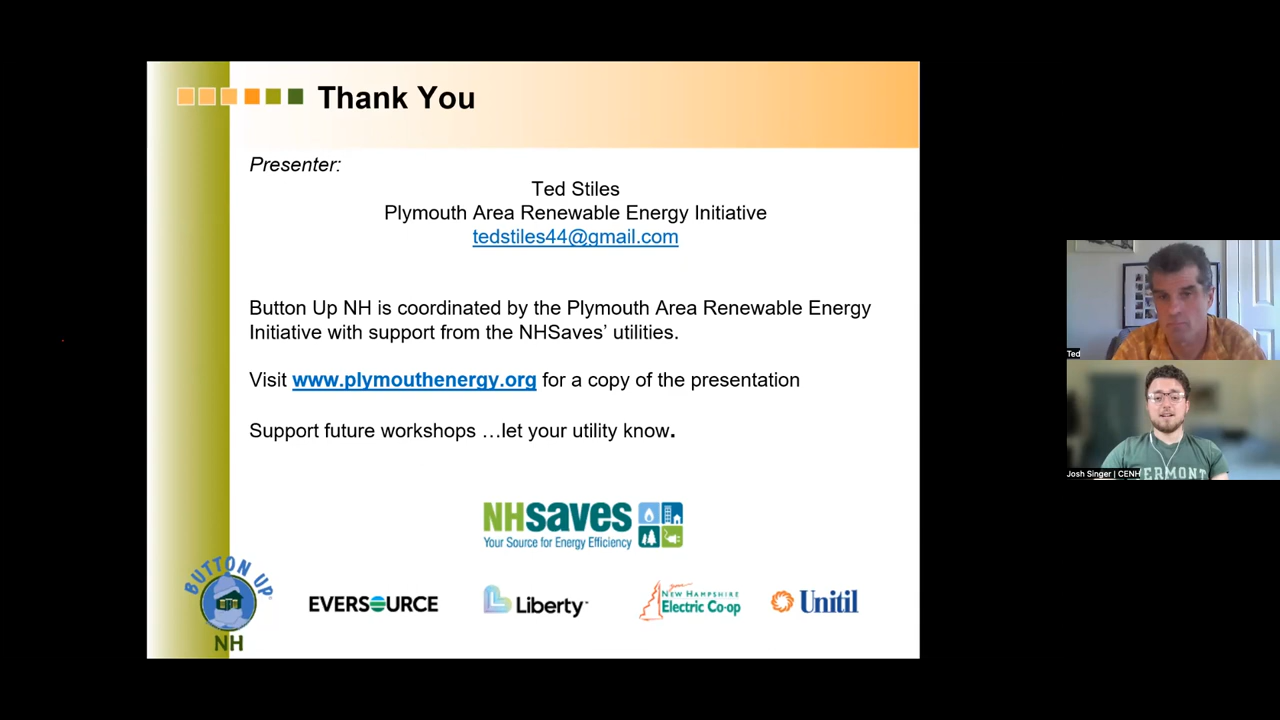 Thank You
Presenter:
Ted Stiles
Plymouth Area Renewable Energy Initiative
tedstiles44@gmail.com
Button Up NH is coordinated by the Plymouth Area Renewable Energy
Initiative with support from the NHSaves’ utilities.
Visit www.plymouthenergy.org for a copy of the presentation
Support future workshops …let your utility know.
NHsaves
Your Source for Energy Efficiency
BUTTON UP
NH
EVERSOURCE
Liberty™
NEW HAMPSHIRE
Electric Co-op
Unitil
Ted
VERMONT
Josh Singer | CENH